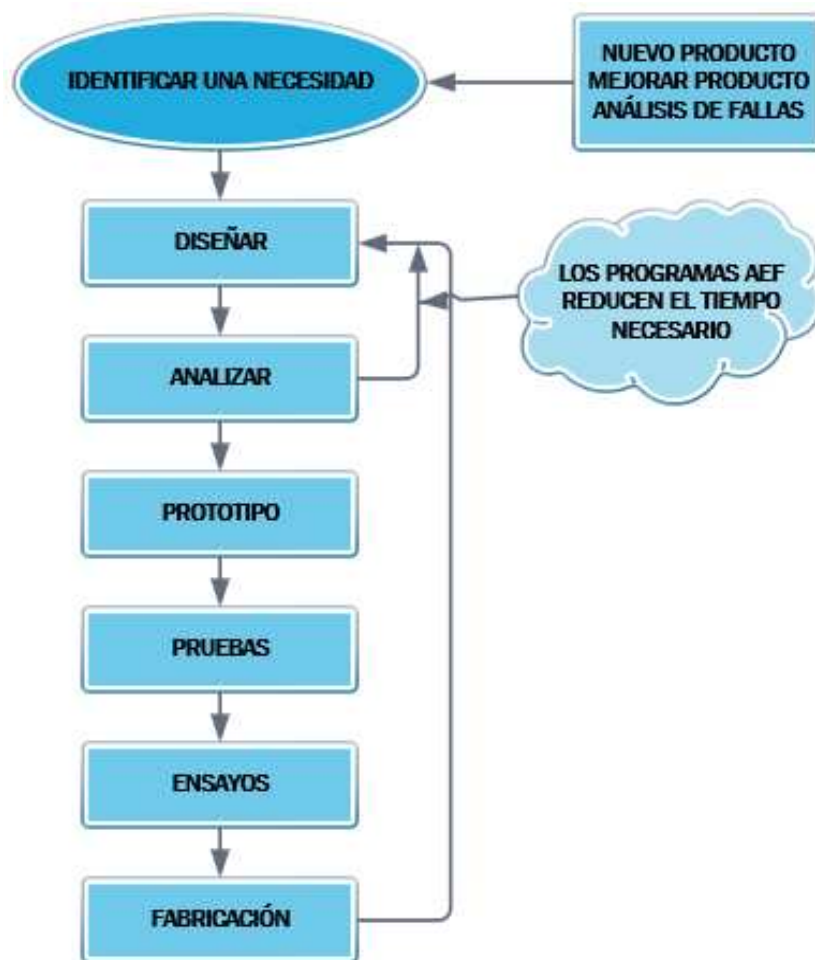 IDENTIFICAR UNA NECESIDAD
NUEVO PRODUCTO
MEJORAR PRODUCTO
ANÁLISIS DE FALLAS
DISEÑAR
LOS PROGRAMAS AEF
REDUCEN EL TIEMPO
NECESARIO
ANALIZAR
PROTOTIPO
PRUEBAS
ENSAYOS
FABRICACIÓN